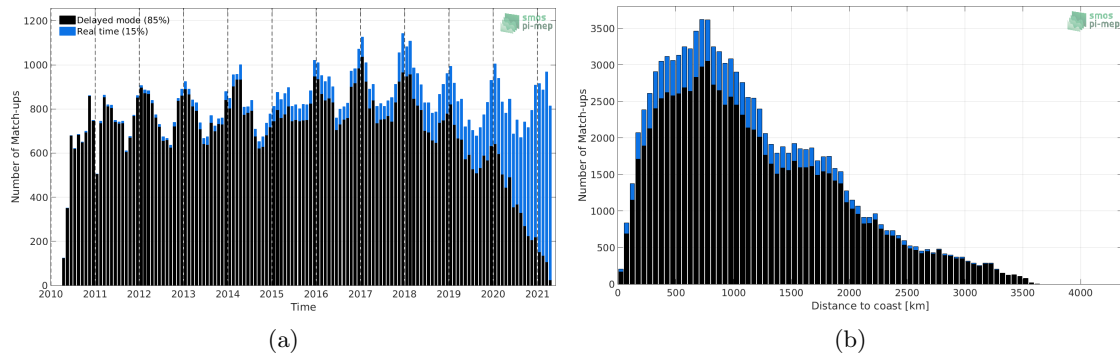 Delayed mode (85%)
Real time (15%)
smos
pi-mep
Number of Match-ups
1200
1000
800
600
400
200
0
2010 2011 2012 2013 2014 2015 2016 2017 2018 2019 2020 2021
Time
(a)
smos
pi-mep
Number of Match-ups
3500
3000
2500
2000
1500
1000
500
0
0 500 1000 1500 2000 2500 3000 3500 4000
Distance to coast [km]
(b)